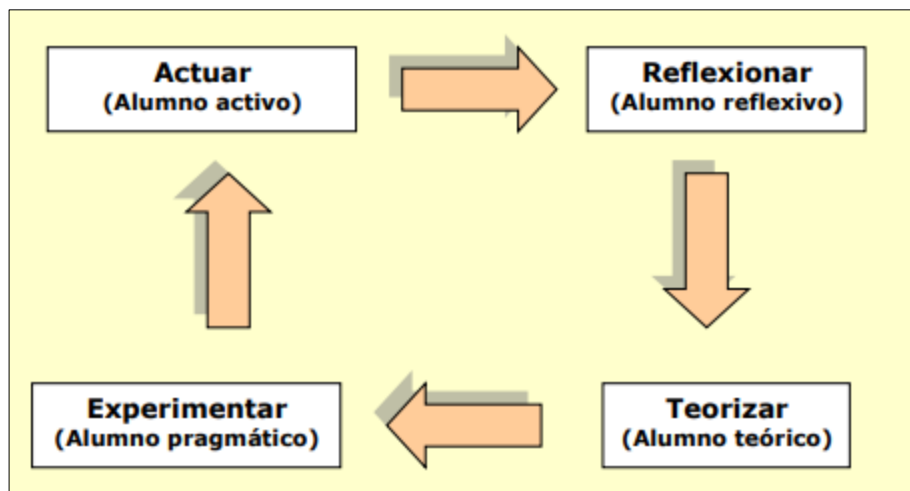 Actuar
(Alumno activo)
Reflexionar
(Alumno reflexivo)
Experimentar
(Alumno pragmático)
Teorizar
(Alumno teórico)